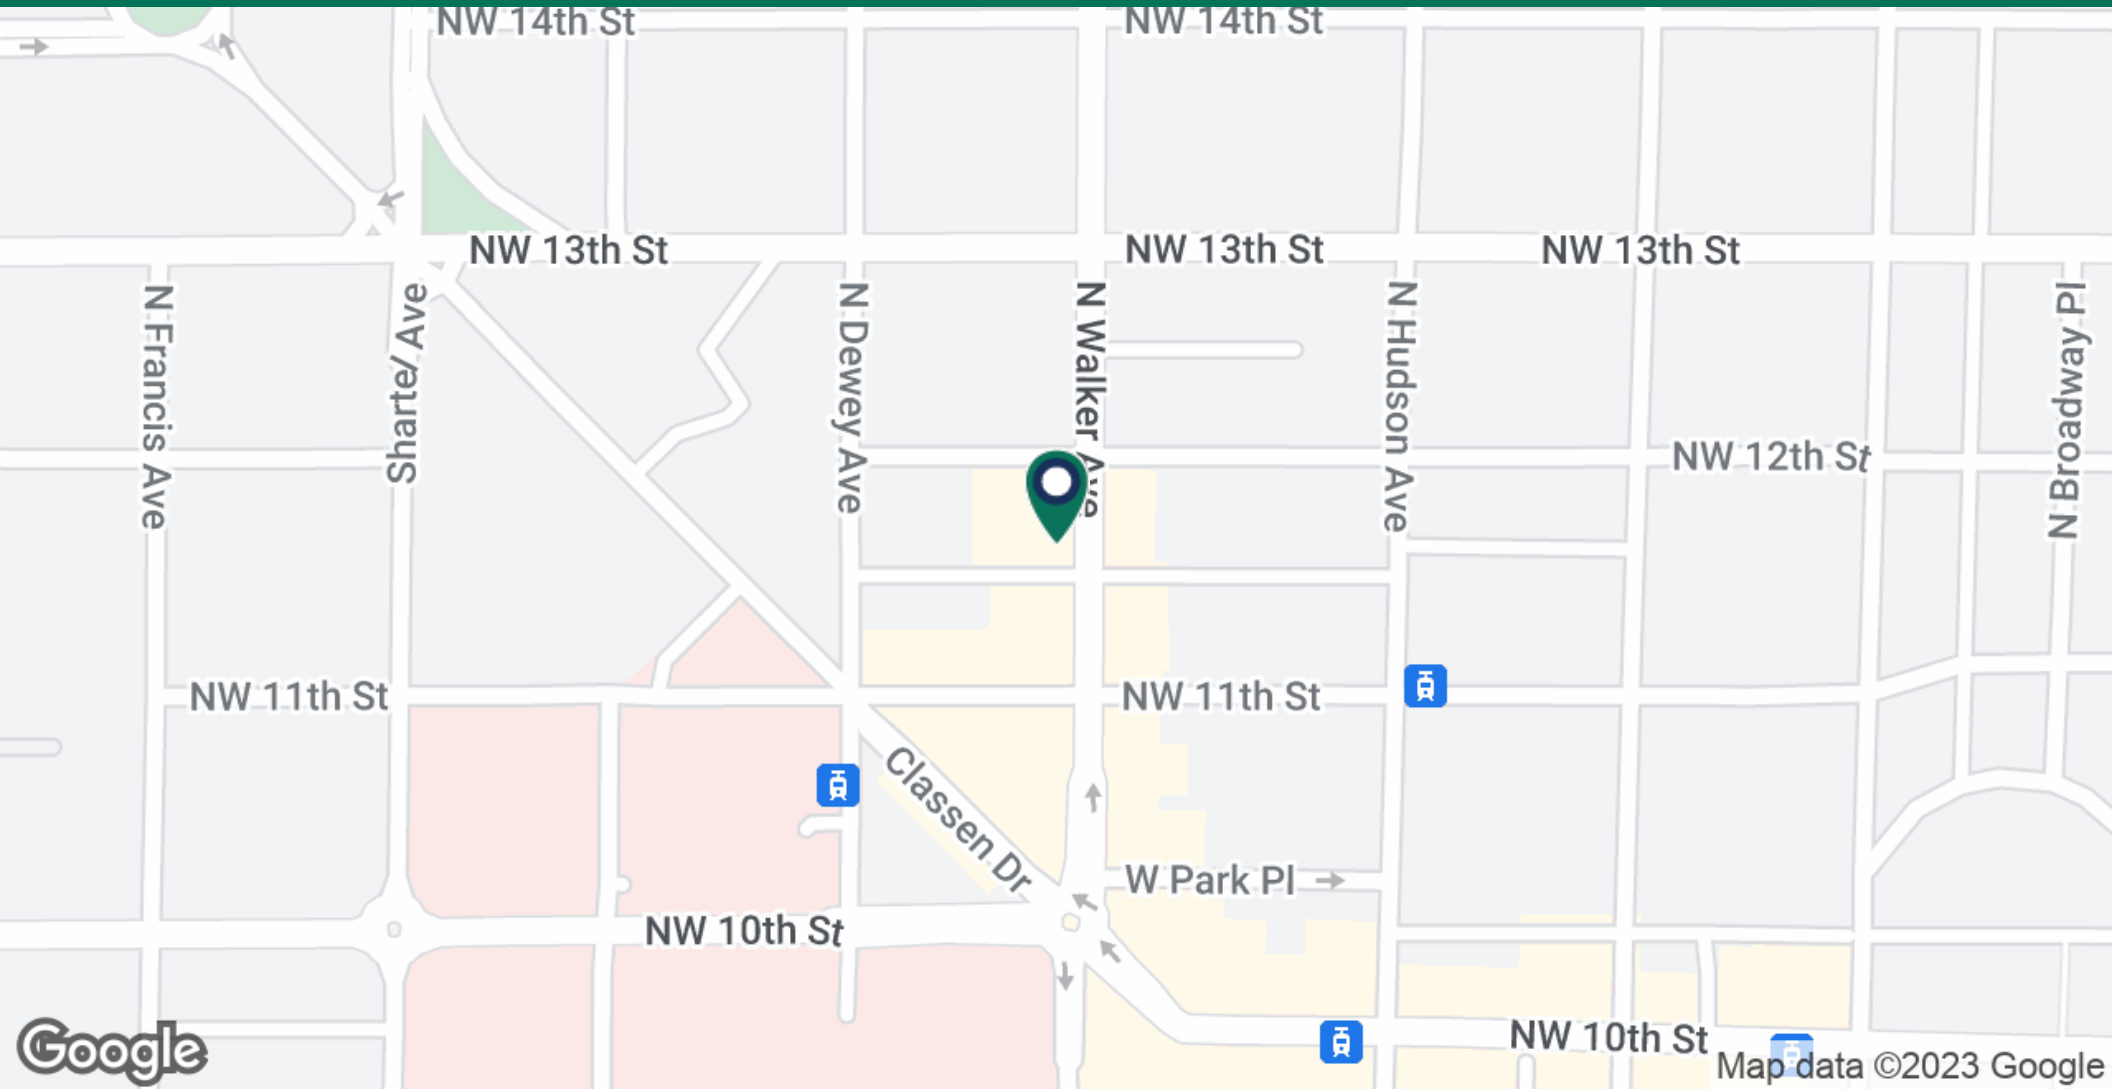 NW 14th St
NW 14th St
NW 13th St
NW 13th St
NW 13th St
N Francis Ave
Shartel Ave
N Dewey Ave
N Walker Ave
N Hudson Ave
N Broadway Pl
NW 12th St
NW 11th St
NW 11th St
Classen Dr
W Park Pl
NW 10th St
NW 10th St
Google
Map data ©2023 Google